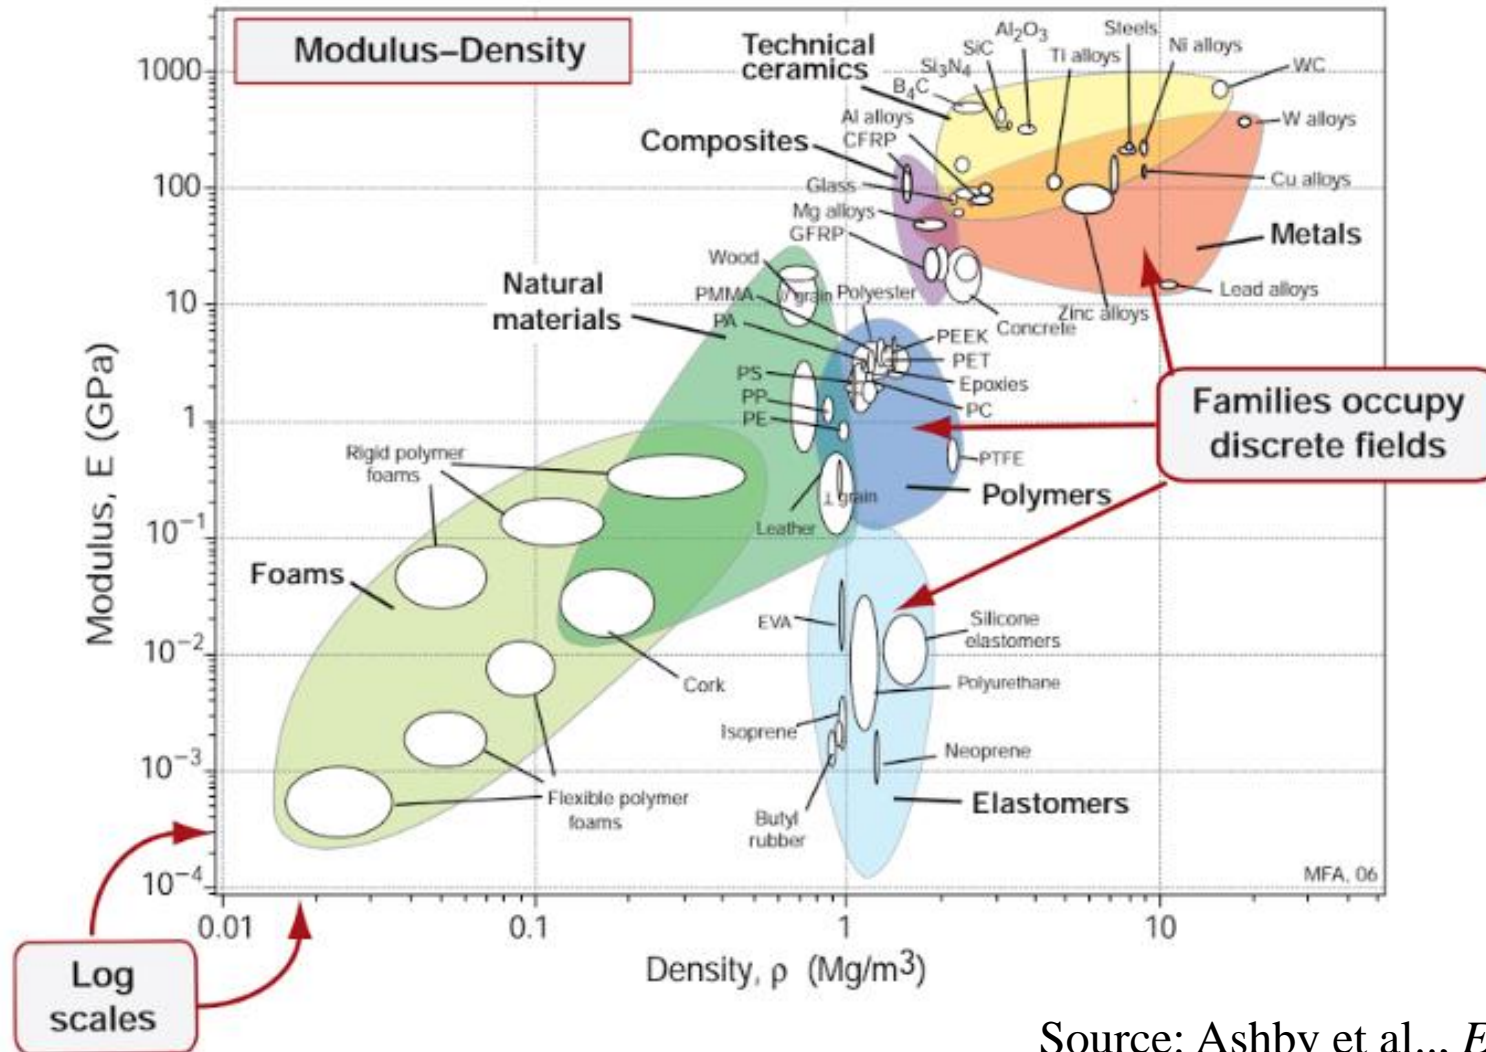 Modulus–Density
Technical
ceramics
Composites
Natural
materials
Foams
Metals
Polymers
Elastomers
Families occupy
discrete fields
Log
scales
Modulus, E (GPa)
1000
100
10
1
10⁻¹
10⁻²
10⁻³
10⁻⁴
0.01
0.1
1
10
Density, ρ (Mg/m³)
Al₂O₃
SiC
Si₃N₄
B₄C
Al alloys
CFRP
Glass
Mg alloys
GFRP
Steels
Ni alloys
Ti alloys
WC
W alloys
Cu alloys
Lead alloys
Zinc alloys
Concrete
Wood
// grain
Polyester
PMMA
PA
PEEK
PET
Epoxies
PC
PS
PP
PE
PTFE
Leather
⊥ grain
Rigid polymer
foams
Cork
EVA
Silicone
elastomers
Polyurethane
Isoprene
Neoprene
Butyl
rubber
Flexible polymer
foams
MFA, 06
Source: Ashby et al... E